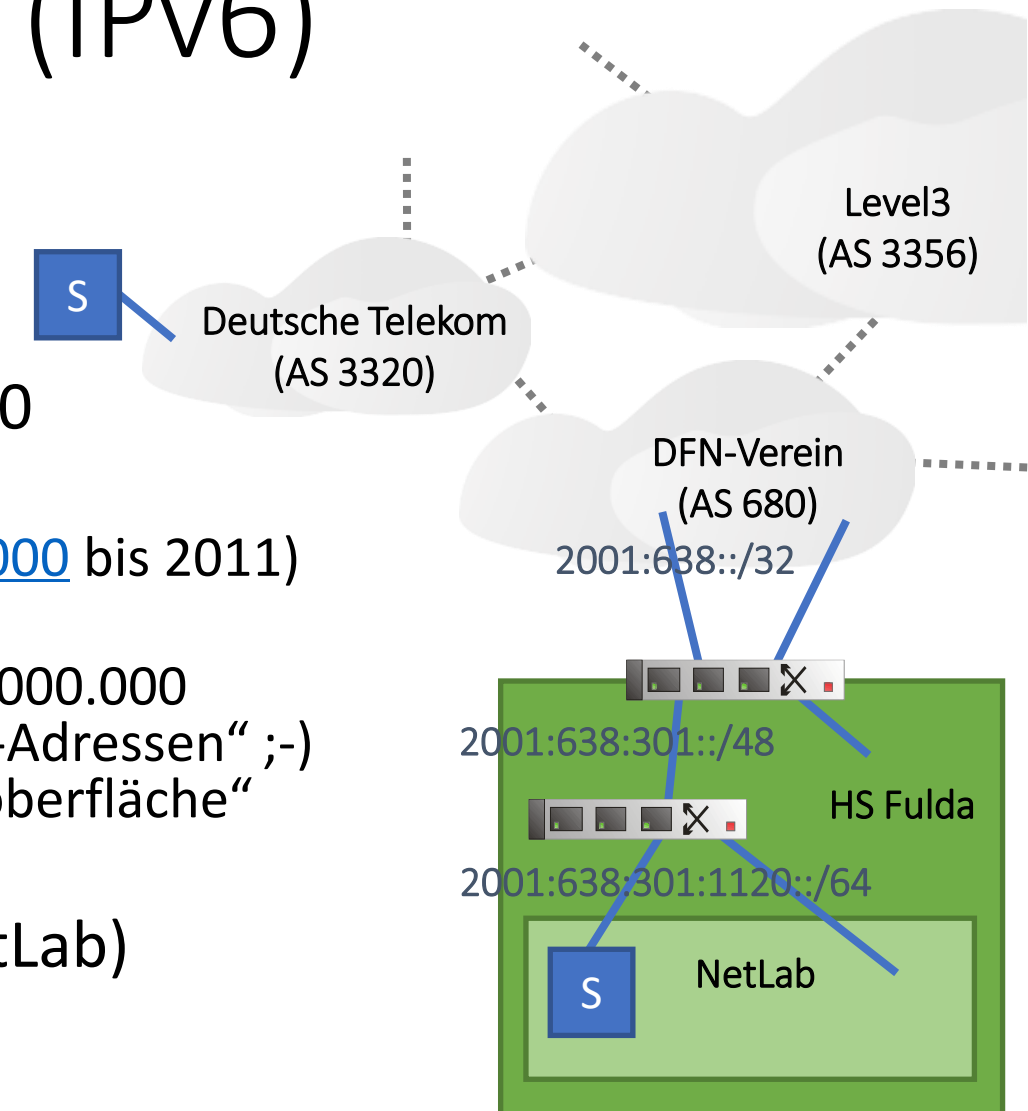 (IPv6)
Level3
(AS 3356)
S
Deutsche Telekom
(AS 3320)
0
DFN-Verein
(AS 680)
000 bis 2011)
2001:638::/32
000.000
-Adressen“ ;-)
oberfläche“
2001:638:301::/48
HS Fulda
2001:638:301:1120::/64
tLab)
NetLab
S